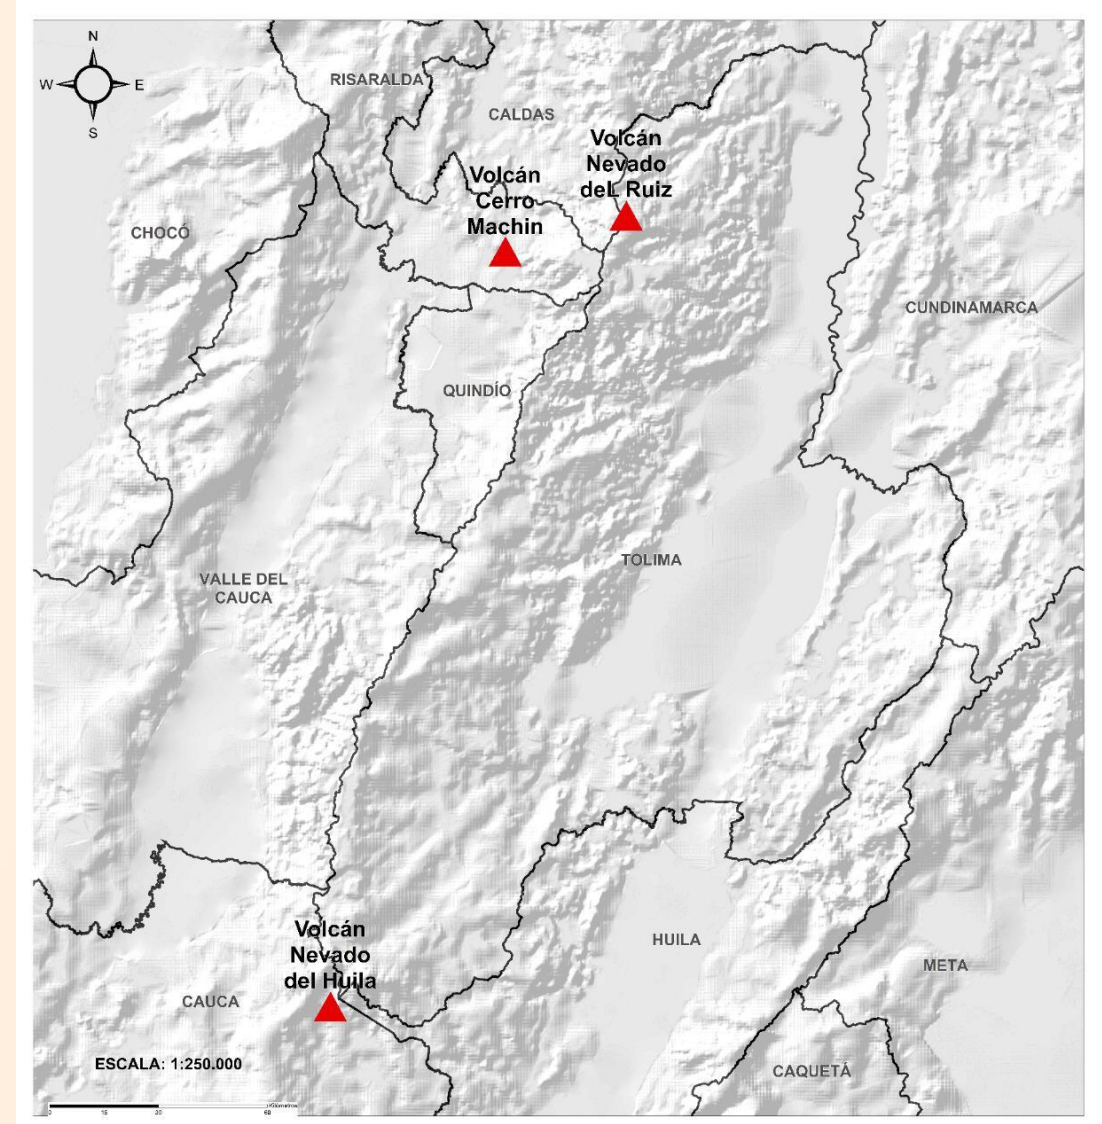 N
W E
S
RISARALDA
CALDAS
Volcán
Nevado
deL Ruiz
Volcán
Cerro
Machin
CHOCÓ
CUNDINAMARCA
QUINDÍO
TOLIMA
VALLE DEL
CAUCA
Volcán
Nevado
del Huila
HUILA
META
CAUCA
ESCALA: 1:250.000
CAQUETÁ
0 15 30 60 Kilómetros